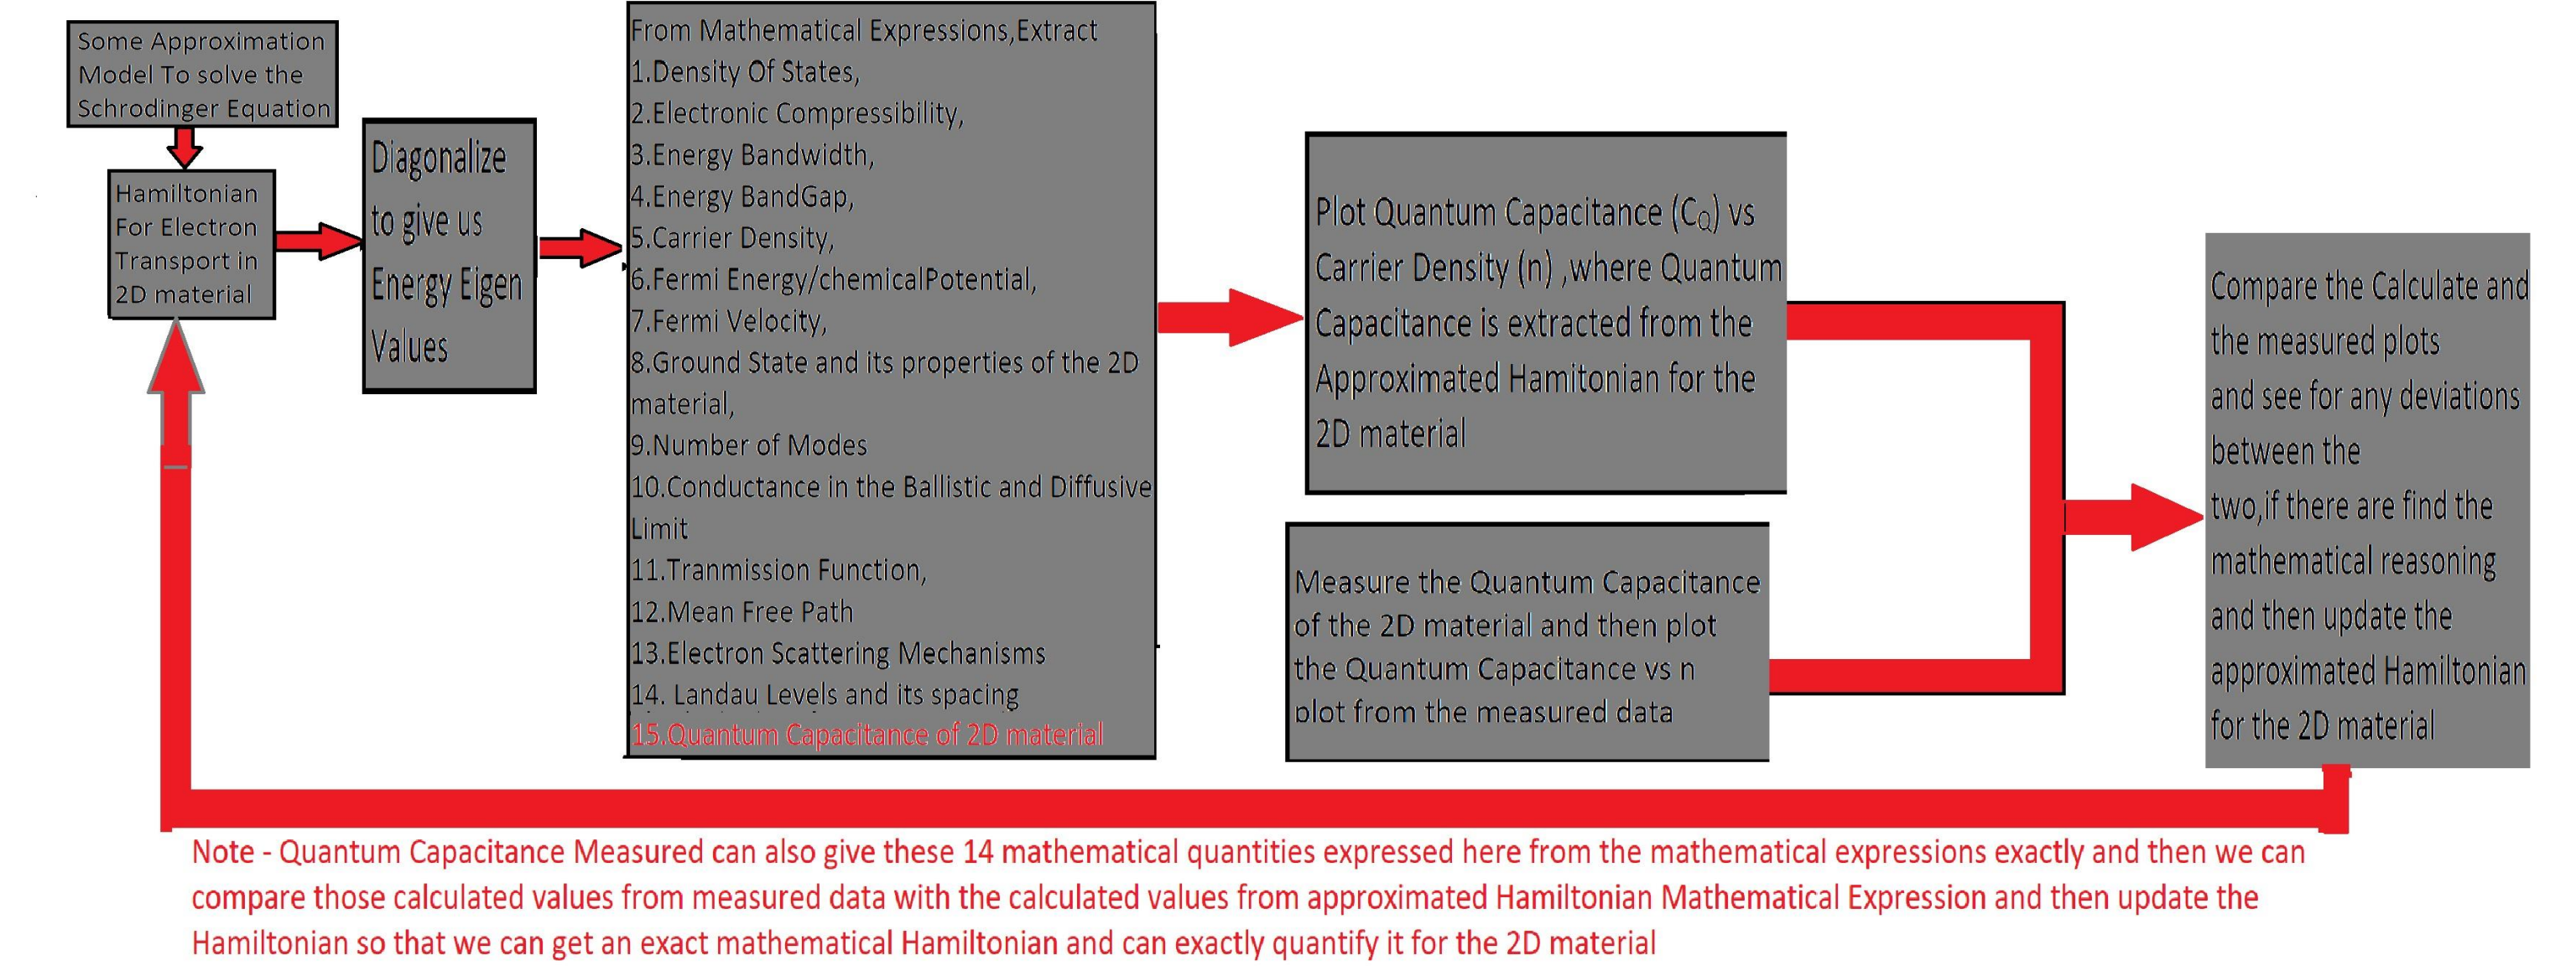 Some Approximation
Model To solve the
Schrodinger Equation
Hamiltonian
For Electron
Transport in
2D material
Diagonalize
to give us
Energy Eigen
Values
From Mathematical Expressions,Extract
1.Density Of States,
2.Electronic Compressibility,
3.Energy Bandwidth,
4.Energy BandGap,
5.Carrier Density,
6.Fermi Energy/chemicalPotential,
7.Fermi Velocity,
8.Ground State and its properties of the 2D
material,
9.Number of Modes
10.Conductance in the Ballistic and Diffusive
Limit
11.Tranmission Function,
12.Mean Free Path
13.Electron Scattering Mechanisms
14. Landau Levels and its spacing
15.Quantum Capacitance of 2D material
Plot Quantum Capacitance (CQ) vs
Carrier Density (n) ,where Quantum
Capacitance is extracted from the
Approximated Hamitonian for the
2D material
Measure the Quantum Capacitance
of the 2D material and then plot
the Quantum Capacitance vs n
plot from the measured data
Compare the Calculate and
the measured plots
and see for any deviations
between the
two,if there are find the
mathematical reasoning
and then update the
approximated Hamiltonian
for the 2D material
Note - Quantum Capacitance Measured can also give these 14 mathematical quantities expressed here from the mathematical expressions exactly and then we can
compare those calculated values from measured data with the calculated values from approximated Hamiltonian Mathematical Expression and then update the
Hamiltonian so that we can get an exact mathematical Hamiltonian and can exactly quantify it for the 2D material